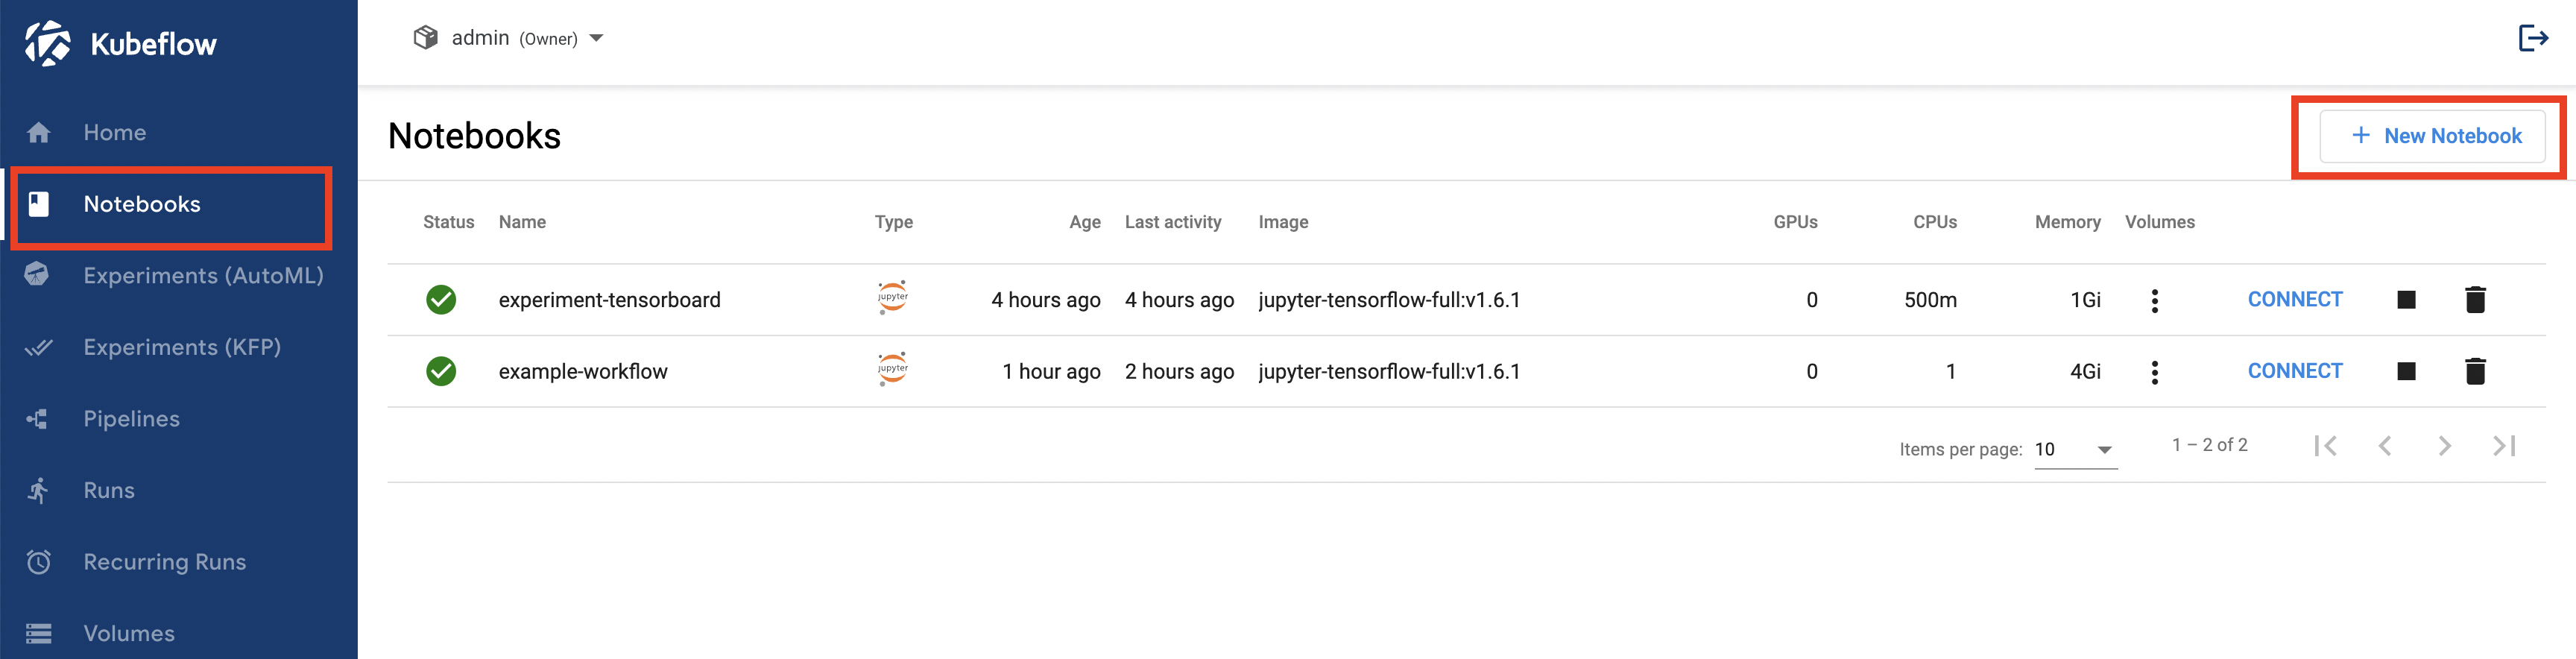 Kubeflow
admin (Owner)
Home
Notebooks
Experiments (AutoML)
Experiments (KFP)
Pipelines
Runs
Recurring Runs
Volumes
Notebooks
+ New Notebook
Status Name Type Age Last activity Image GPUs CPUs Memory Volumes
experiment-tensorboard jupyter 4 hours ago 4 hours ago jupyter-tensorflow-full:v1.6.1 0 500m 1Gi CONNECT
example-workflow jupyter 1 hour ago 2 hours ago jupyter-tensorflow-full:v1.6.1 0 1 4Gi CONNECT
Items per page: 10 1 – 2 of 2